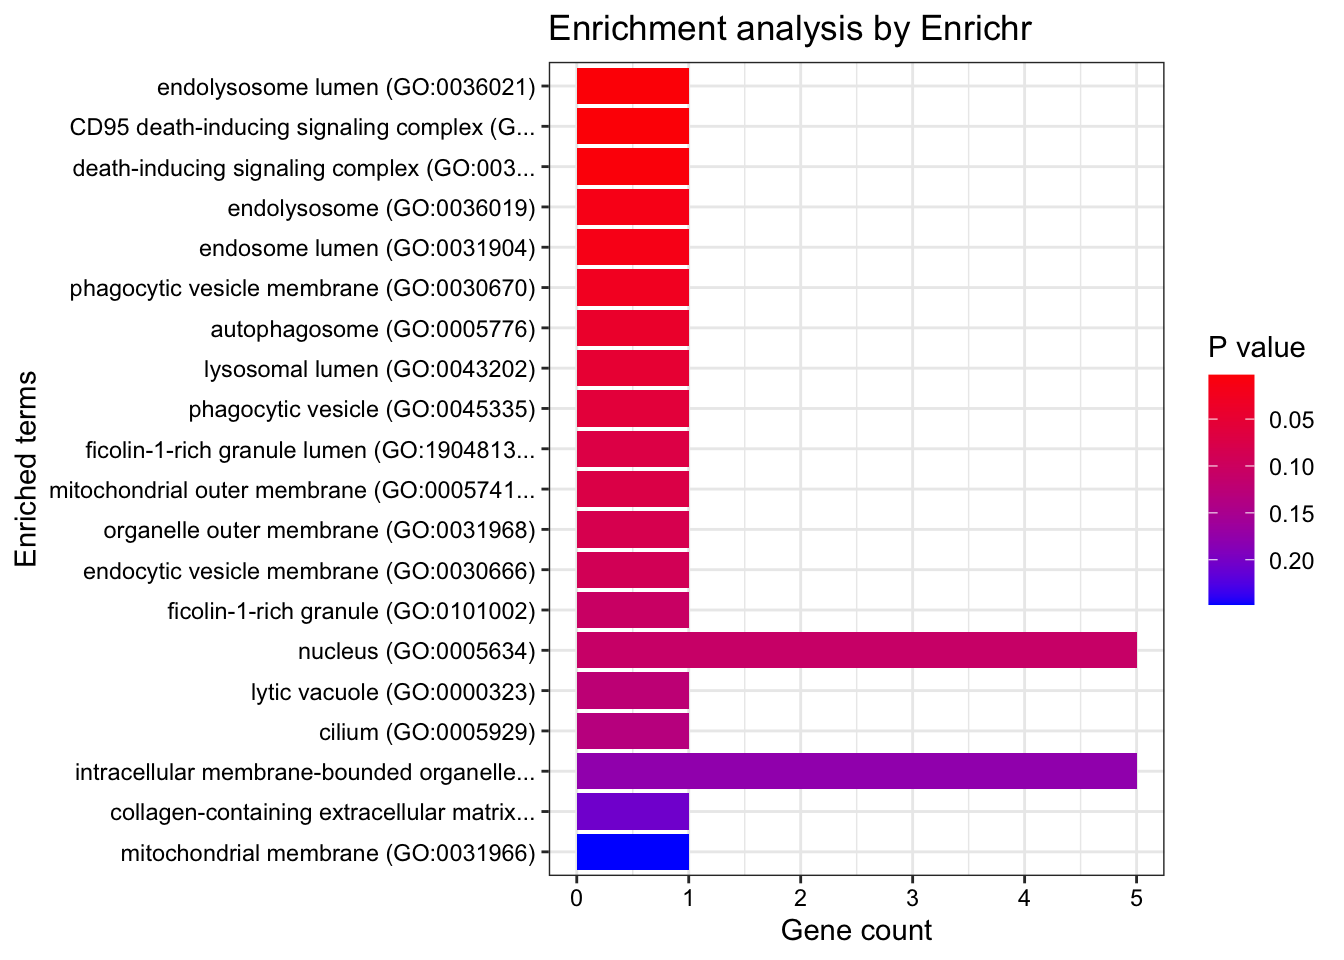 Enrichment analysis by Enrichr
endolysosome lumen (GO:0036021)
CD95 death-inducing signaling complex (G...
death-inducing signaling complex (GO:003...
endolysosome (GO:0036019)
endosome lumen (GO:0031904)
phagocytic vesicle membrane (GO:0030670)
autophagosome (GO:0005776)
lysosomal lumen (GO:0043202)
phagocytic vesicle (GO:0045335)
ficolin-1-rich granule lumen (GO:1904813...
mitochondrial outer membrane (GO:0005741...
organelle outer membrane (GO:0031968)
endocytic vesicle membrane (GO:0030666)
ficolin-1-rich granule (GO:0101002)
nucleus (GO:0005634)
lytic vacuole (GO:0000323)
cilium (GO:0005929)
intracellular membrane-bounded organelle...
collagen-containing extracellular matrix...
mitochondrial membrane (GO:0031966)
Enriched terms
0 1 2 3 4 5
Gene count
P value
0.05
0.10
0.15
0.20